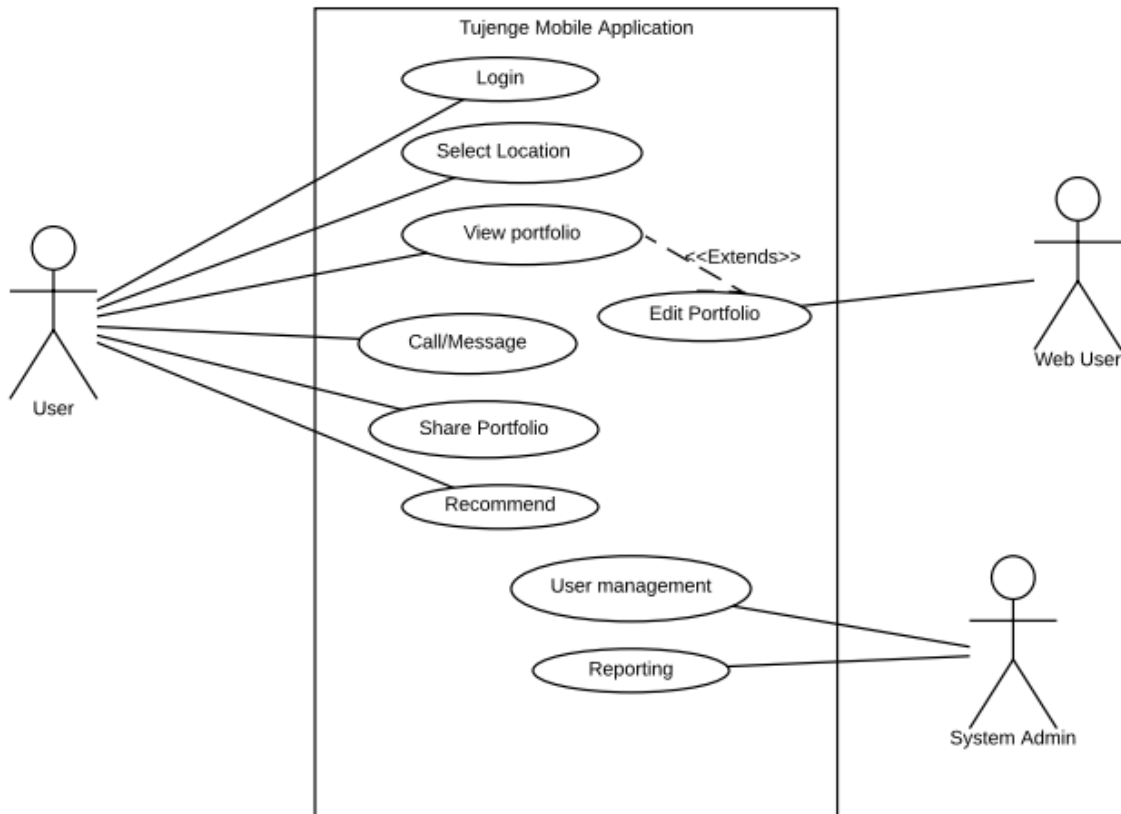 Tujenge Mobile Application
Login
Select Location
View portfolio
<<Extends>>
Edit Portfolio
Call/Message
Web User
User
Share Portfolio
Recommend
User management
Reporting
System Admin